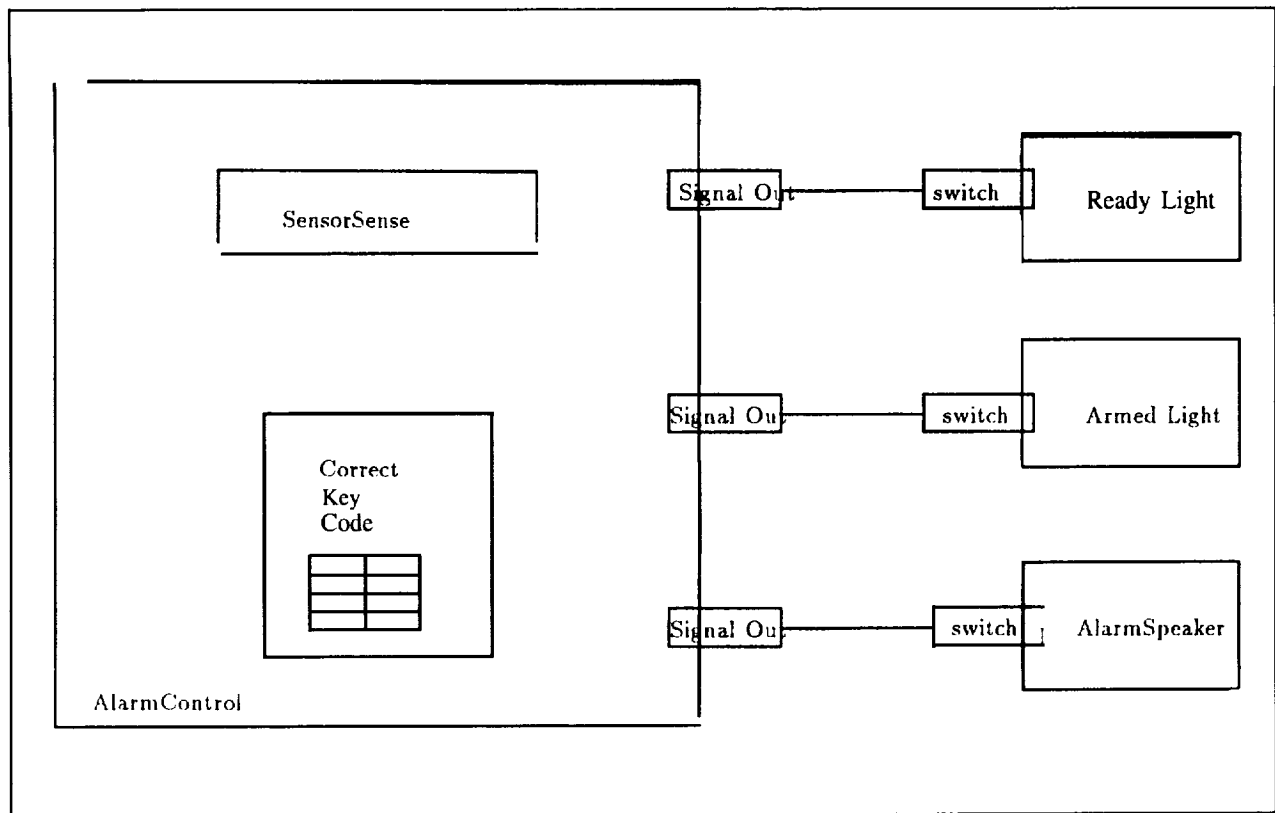 Signal Out
switch
Ready Light
SensorSense
Signal Out
switch
Armed Light
Correct
Key
Code
Signal Out
switch
AlarmSpeaker
AlarmControl